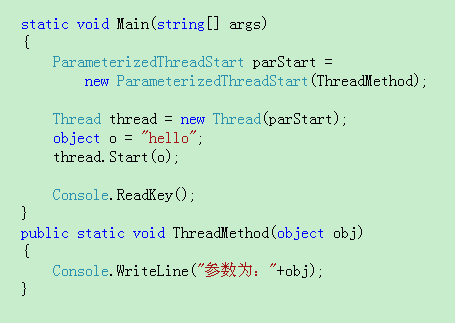 static void Main(string[] args)
{
    ParameterizedThreadStart parStart =
        new ParameterizedThreadStart(ThreadMethod);
    Thread thread = new Thread(parStart);
    object o = "hello";
    thread.Start(o);
    Console.ReadKey();
}
public static void ThreadMethod(object obj)
{
    Console.WriteLine("参数为："+obj);
}